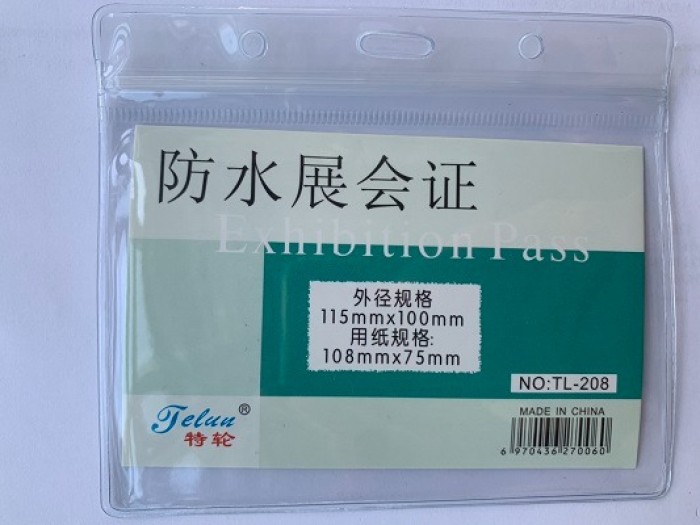 防水展会证
Exhibition Pass
外径规格
115mmx100mm
用纸规格:
108mmx75mm
NO:TL-208
MADE IN CHINA
6 970436 270060
Telun®
特轮